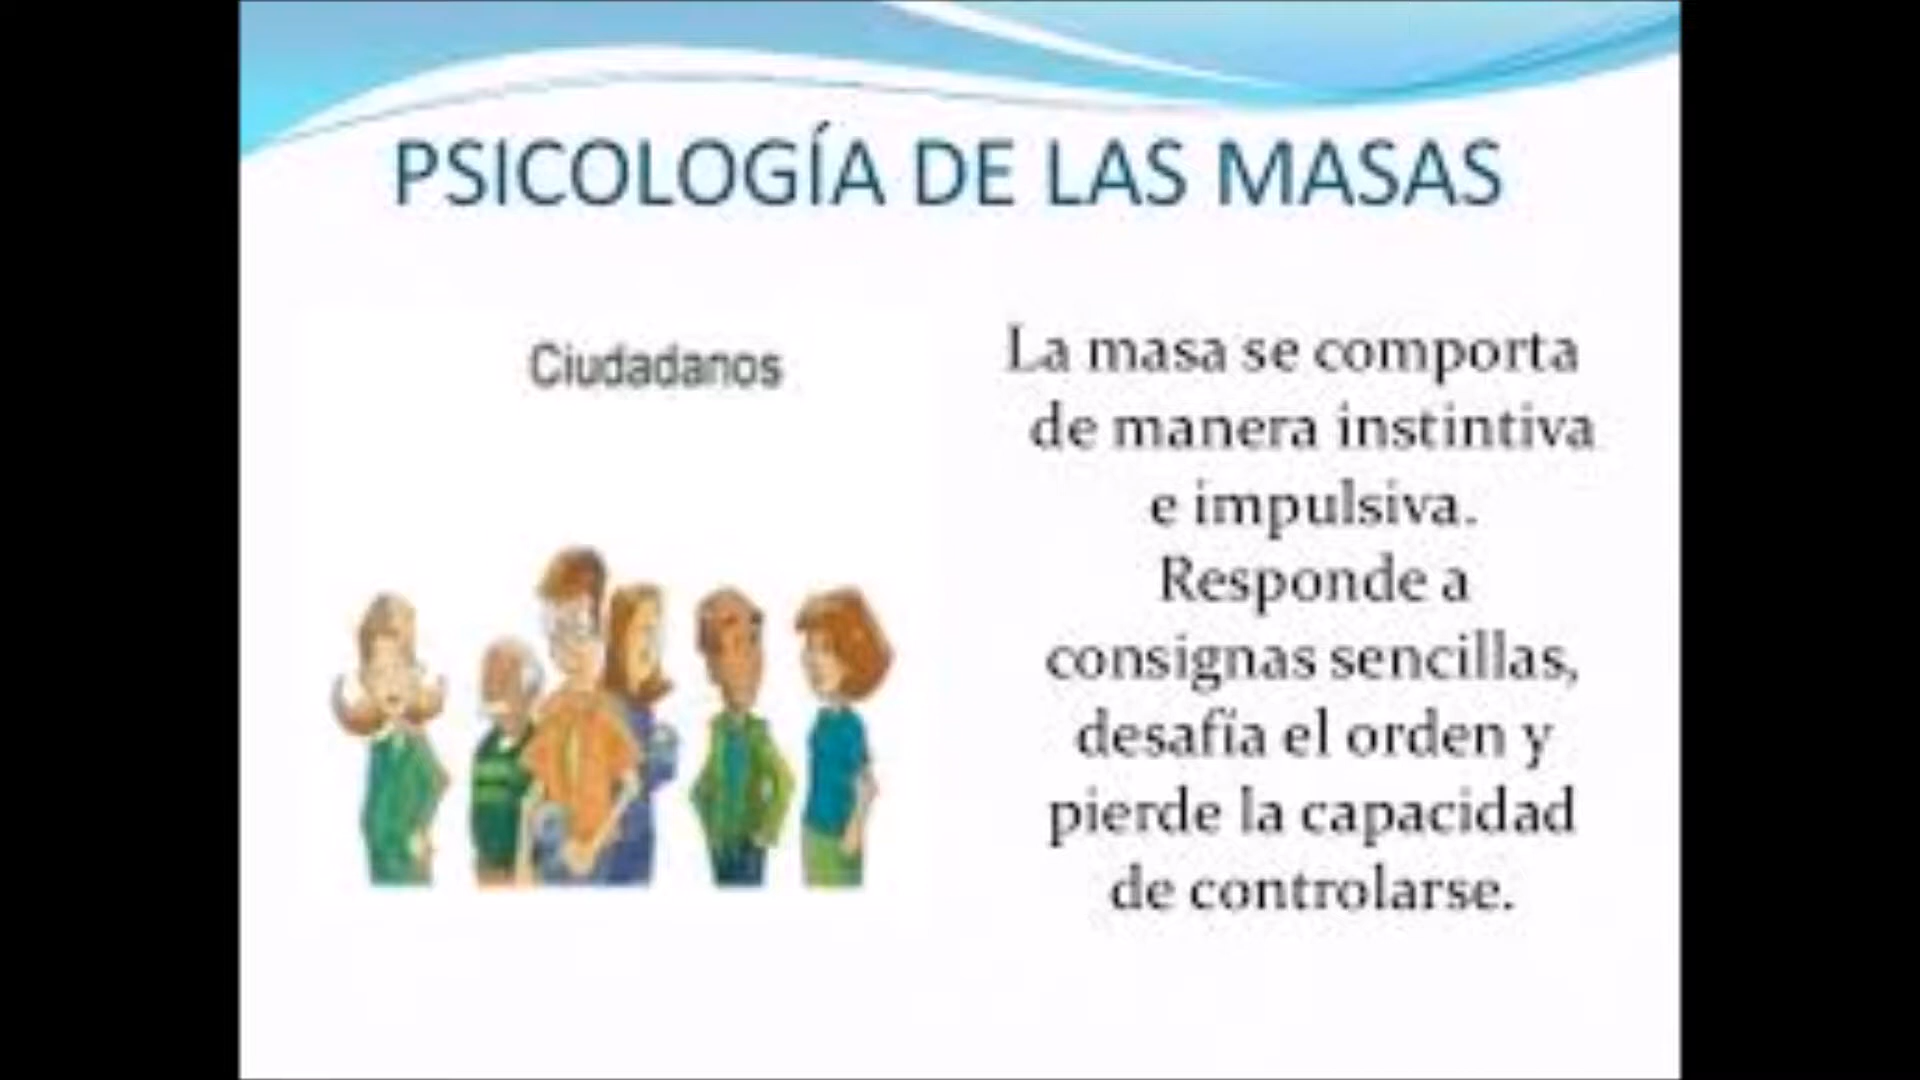 PSICOLOGÍA DE LAS MASAS
Ciudadanos
La masa se comporta
de manera instintiva
e impulsiva.
Responde a
consignas sencillas,
desafía el orden y
pierde la capacidad
de controlarse.